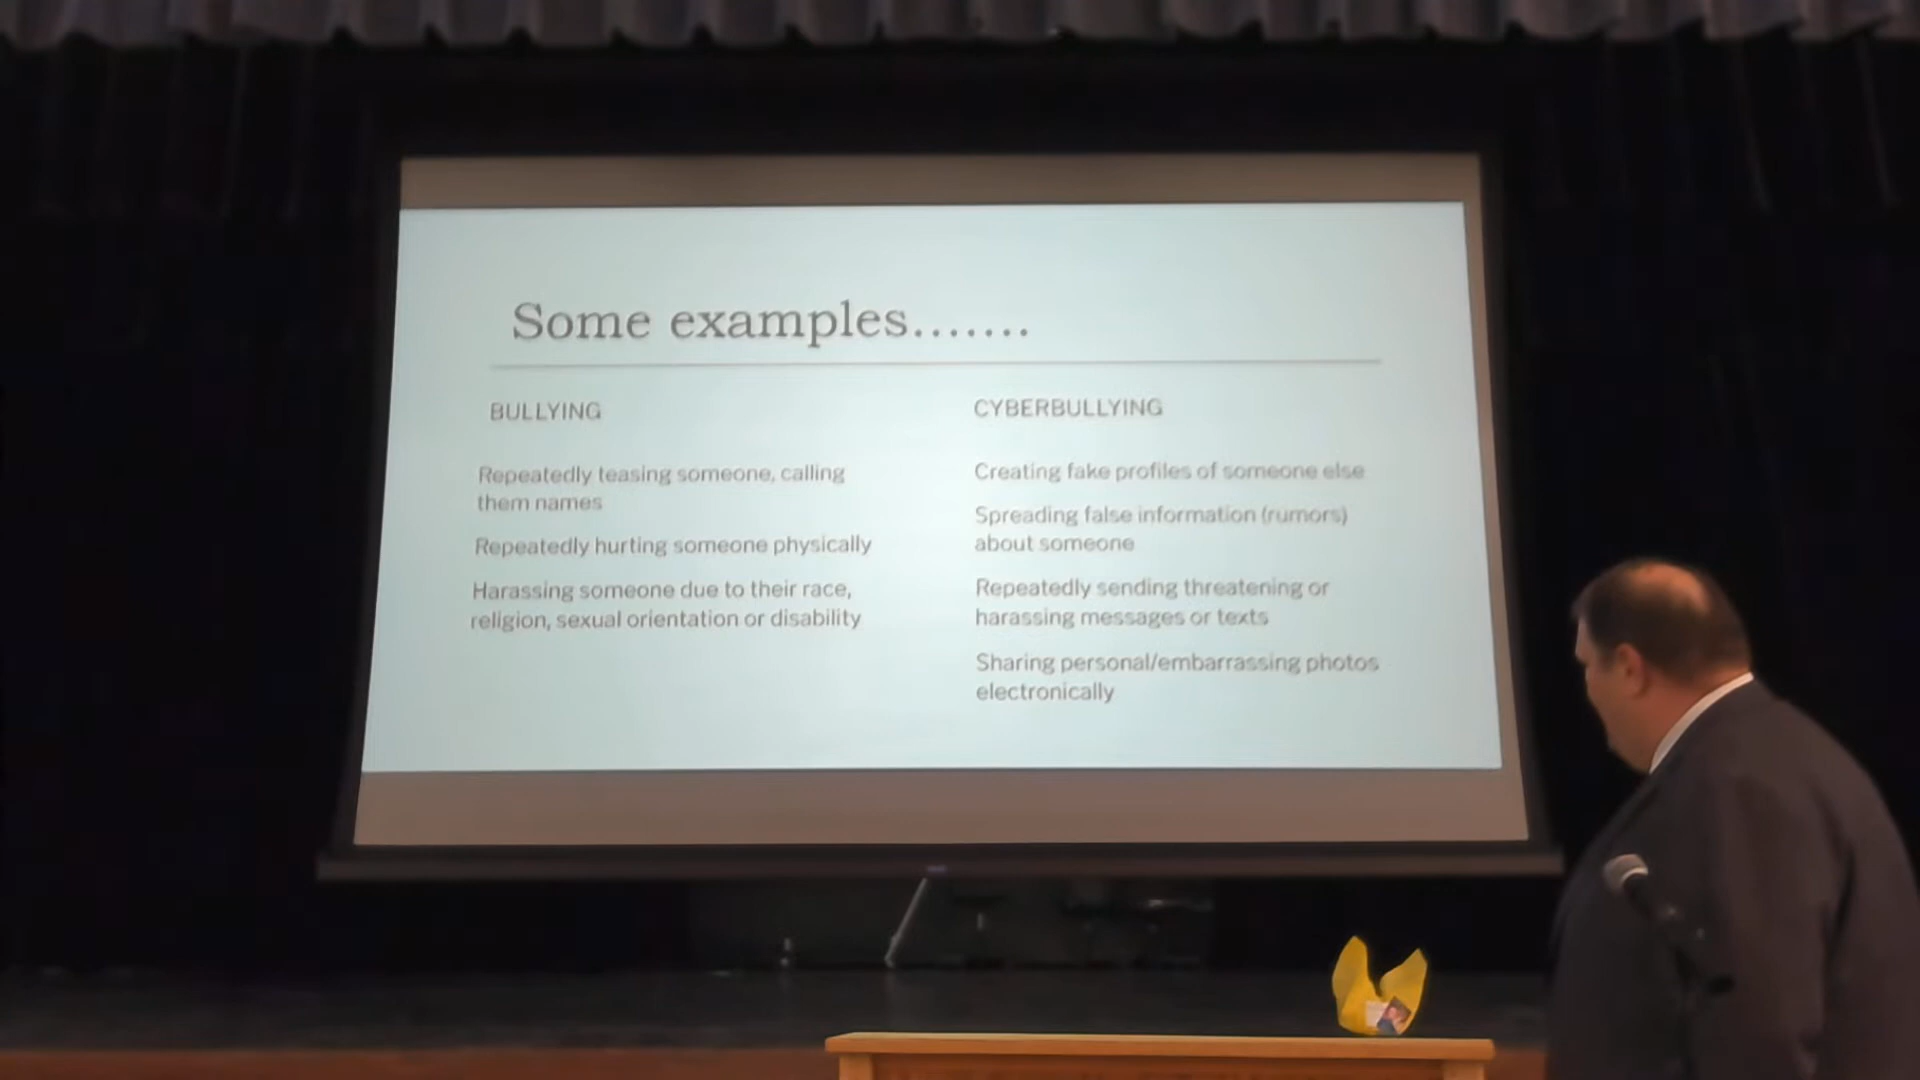 Some examples.......
BULLYING
Repeatedly teasing someone, calling
them names
Repeatedly hurting someone physically
Harassing someone due to their race,
religion, sexual orientation or disability
CYBERBULLYING
Creating fake profiles of someone else
Spreading false information (rumors)
about someone
Repeatedly sending threatening or
harassing messages or texts
Sharing personal/embarrassing photos
electronically